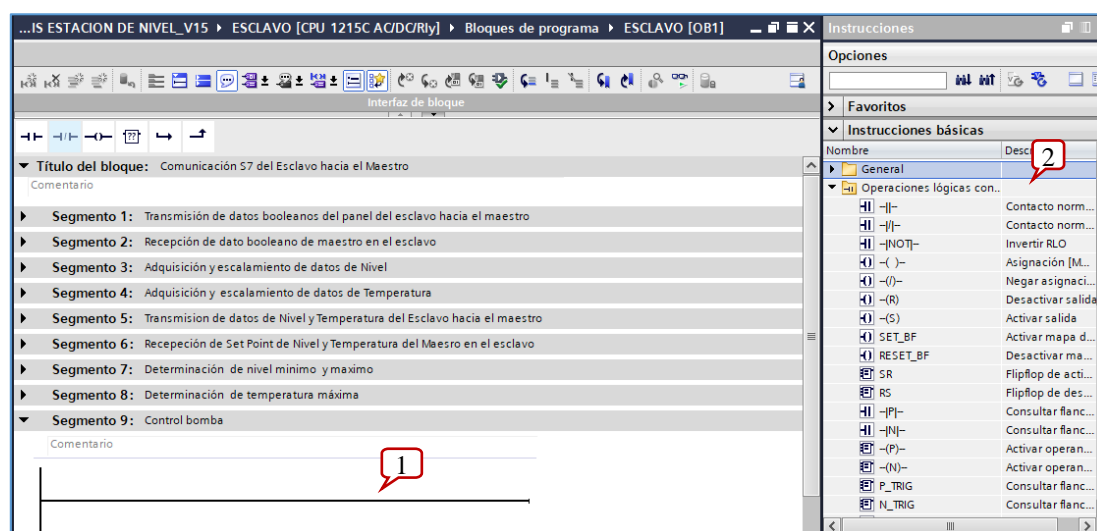 ...IS ESTACION DE NIVEL_V15 ▸ ESCLAVO [CPU 1215C AC/DC/Rly] ▸ Bloques de programa ▸ ESCLAVO [OB1]
Interfaz de bloque
Título del bloque: Comunicación S7 del Esclavo hacia el Maestro
Comentario
Segmento 1: Transmisión de datos booleanos del panel del esclavo hacia el maestro
Segmento 2: Recepción de dato booleano de maestro en el esclavo
Segmento 3: Adquisición y escalamiento de datos de Nivel
Segmento 4: Adquisición y escalamiento de datos de Temperatura
Segmento 5: Transmision de datos de Nivel y Temperatura del Esclavo hacia el maestro
Segmento 6: Recepeción de Set Point de Nivel y Temperatura del Maesro en el esclavo
Segmento 7: Determinación de nivel minimo y maximo
Segmento 8: Determinación de temperatura máxima
Segmento 9: Control bomba
Comentario
1
Instrucciones
Opciones
Favoritos
Instrucciones básicas
Nombre Descr
2
General
Operaciones lógicas con..
-||- Contacto norm...
-|/|- Contacto norm...
-|NOT|- Invertir RLO
-( )- Asignación [M...
-(/)- Negar asignaci...
-(R) Desactivar salida
-(S) Activar salida
SET_BF Activar mapa d...
RESET_BF Desactivar ma...
SR Flipflop de acti...
RS Flipflop de des...
-|P|- Consultar flanc...
-|N|- Consultar flanc...
-(P)- Activar operan...
-(N)- Activar operan...
P_TRIG Consultar flanc...
N_TRIG Consultar flanc...